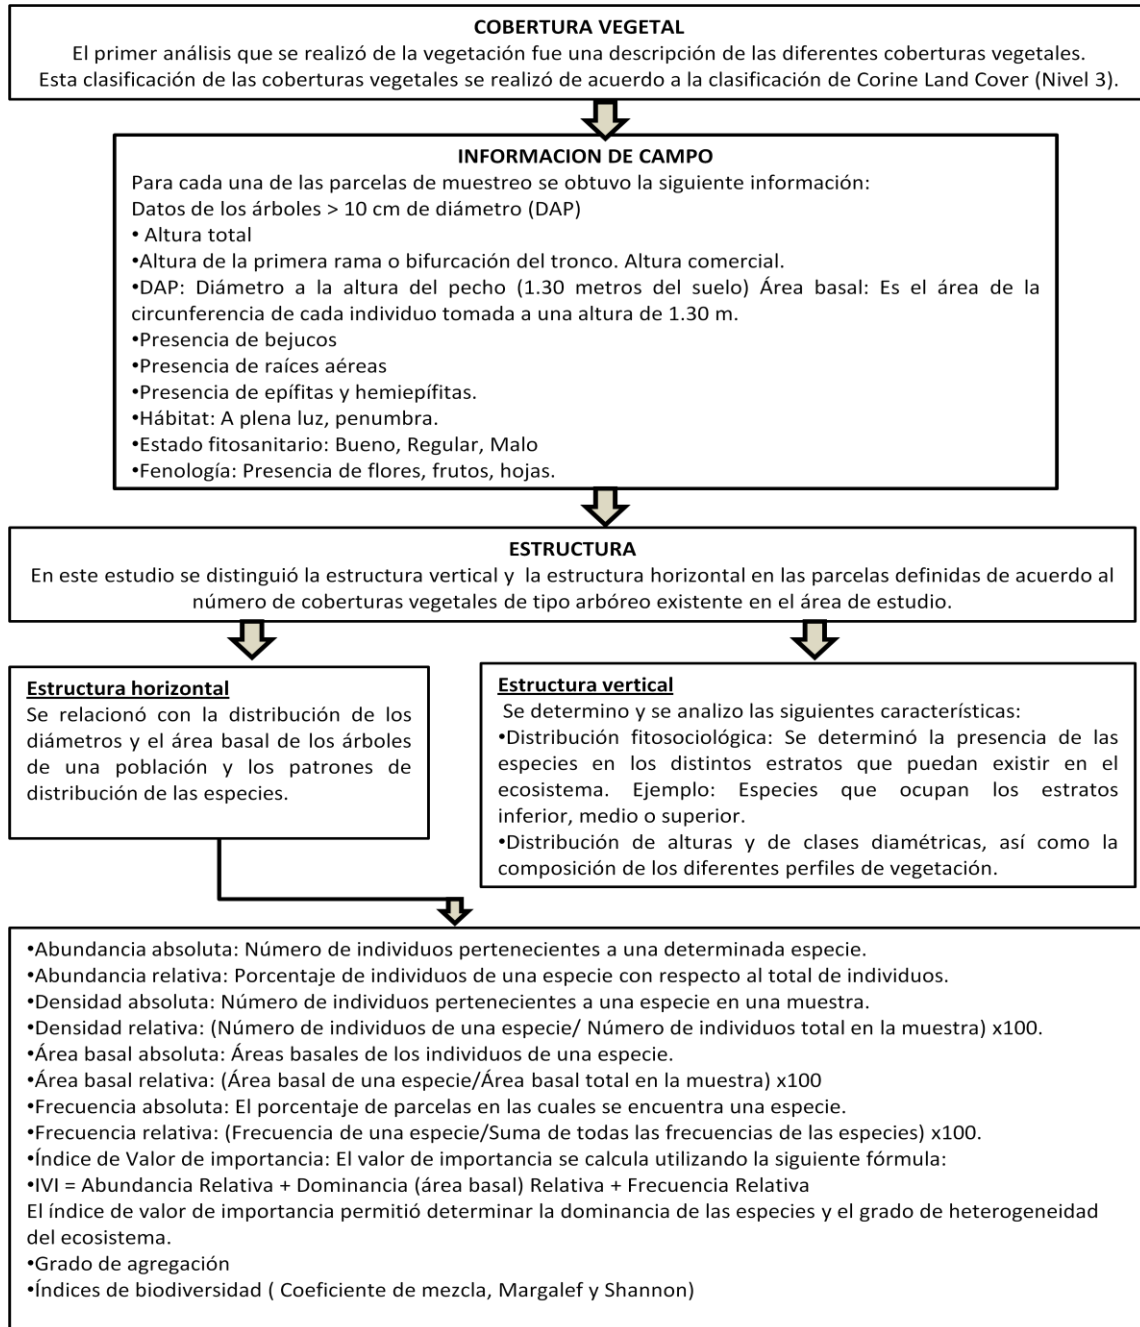 COBERTURA VEGETAL
El primer análisis que se realizó de la vegetación fue una descripción de las diferentes coberturas vegetales.
Esta clasificación de las coberturas vegetales se realizó de acuerdo a la clasificación de Corine Land Cover (Nivel 3).
INFORMACION DE CAMPO
Para cada una de las parcelas de muestreo se obtuvo la siguiente información:
Datos de los árboles > 10 cm de diámetro (DAP)
• Altura total
•Altura de la primera rama o bifurcación del tronco. Altura comercial.
•DAP: Diámetro a la altura del pecho (1.30 metros del suelo) Área basal: Es el área de la
circunferencia de cada individuo tomada a una altura de 1.30 m.
•Presencia de bejucos
•Presencia de raíces aéreas
•Presencia de epífitas y hemiepífitas.
•Hábitat: A plena luz, penumbra.
•Estado fitosanitario: Bueno, Regular, Malo
•Fenología: Presencia de flores, frutos, hojas.
ESTRUCTURA
En este estudio se distinguió la estructura vertical y la estructura horizontal en las parcelas definidas de acuerdo al
número de coberturas vegetales de tipo arbóreo existente en el área de estudio.
Estructura horizontal
Se relacionó con la distribución de los
diámetros y el área basal de los árboles
de una población y los patrones de
distribución de las especies.
Estructura vertical
Se determino y se analizo las siguientes características:
•Distribución fitosociológica: Se determinó la presencia de las
especies en los distintos estratos que puedan existir en el
ecosistema. Ejemplo: Especies que ocupan los estratos
inferior, medio o superior.
•Distribución de alturas y de clases diamétricas, así como la
composición de los diferentes perfiles de vegetación.
•Abundancia absoluta: Número de individuos pertenecientes a una determinada especie.
•Abundancia relativa: Porcentaje de individuos de una especie con respecto al total de individuos.
•Densidad absoluta: Número de individuos pertenecientes a una especie en una muestra.
•Densidad relativa: (Número de individuos de una especie/ Número de individuos total en la muestra) x100.
•Área basal absoluta: Áreas basales de los individuos de una especie.
•Área basal relativa: (Área basal de una especie/Área basal total en la muestra) x100
•Frecuencia absoluta: El porcentaje de parcelas en las cuales se encuentra una especie.
•Frecuencia relativa: (Frecuencia de una especie/Suma de todas las frecuencias de las especies) x100.
•Índice de Valor de importancia: El valor de importancia se calcula utilizando la siguiente fórmula:
•IVI = Abundancia Relativa + Dominancia (área basal) Relativa + Frecuencia Relativa
El índice de valor de importancia permitió determinar la dominancia de las especies y el grado de heterogeneidad
del ecosistema.
•Grado de agregación
•Índices de biodiversidad ( Coeficiente de mezcla, Margalef y Shannon)